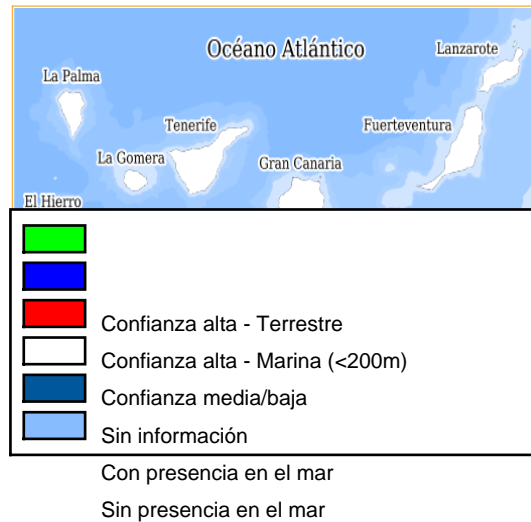 Océano Atlántico
Lanzarote
La Palma
Tenerife
Fuerteventura
La Gomera
Gran Canaria
El Hierro
Confianza alta - Terrestre
Confianza alta - Marina (<200m)
Confianza media/baja
Sin información
Con presencia en el mar
Sin presencia en el mar